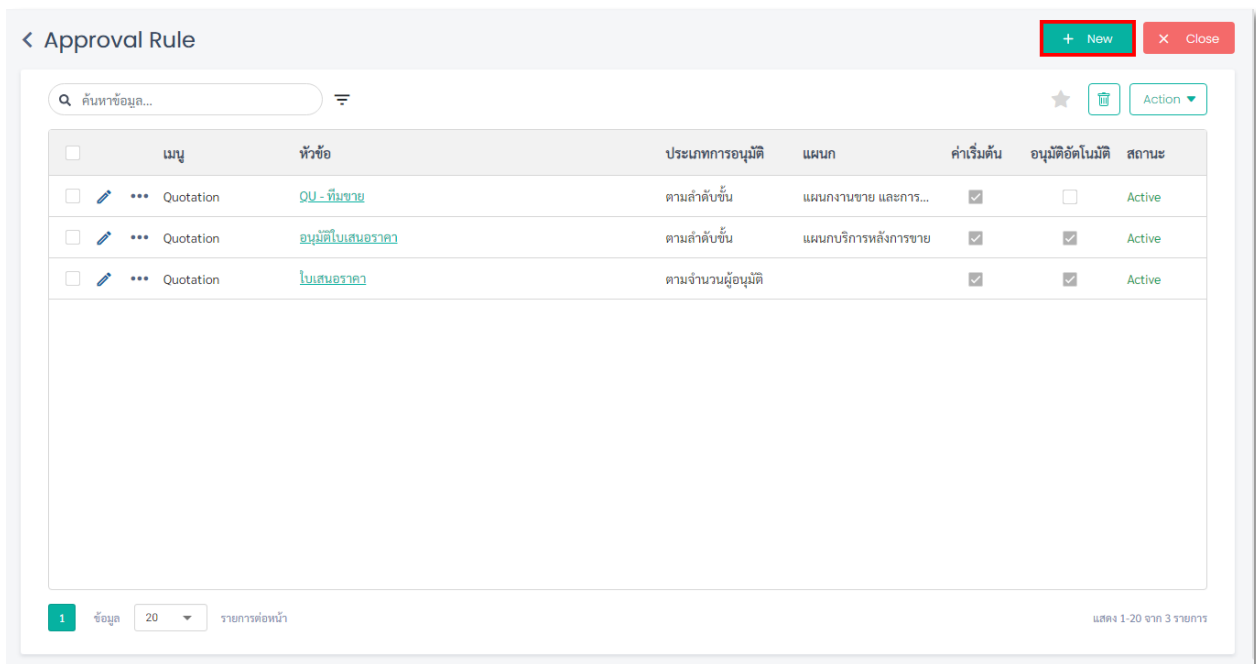 Approval Rule
+ New
× Close
ค้นหาข้อมูล...
Action
เมนู หัวข้อ ประเภทการอนุมัติ แผนก ค่าเริ่มต้น อนุมัติอัตโนมัติ สถานะ
Quotation QU - ทีมขาย ตามลำดับขั้น แผนกงานขาย และการ... Active
Quotation อนุมัติใบเสนอราคา ตามลำดับขั้น แผนกบริการหลังการขาย Active
Quotation ใบเสนอราคา ตามจำนวนผู้อนุมัติ Active
1 ข้อมูล 20 รายการต่อหน้า แสดง 1-20 จาก 3 รายการ